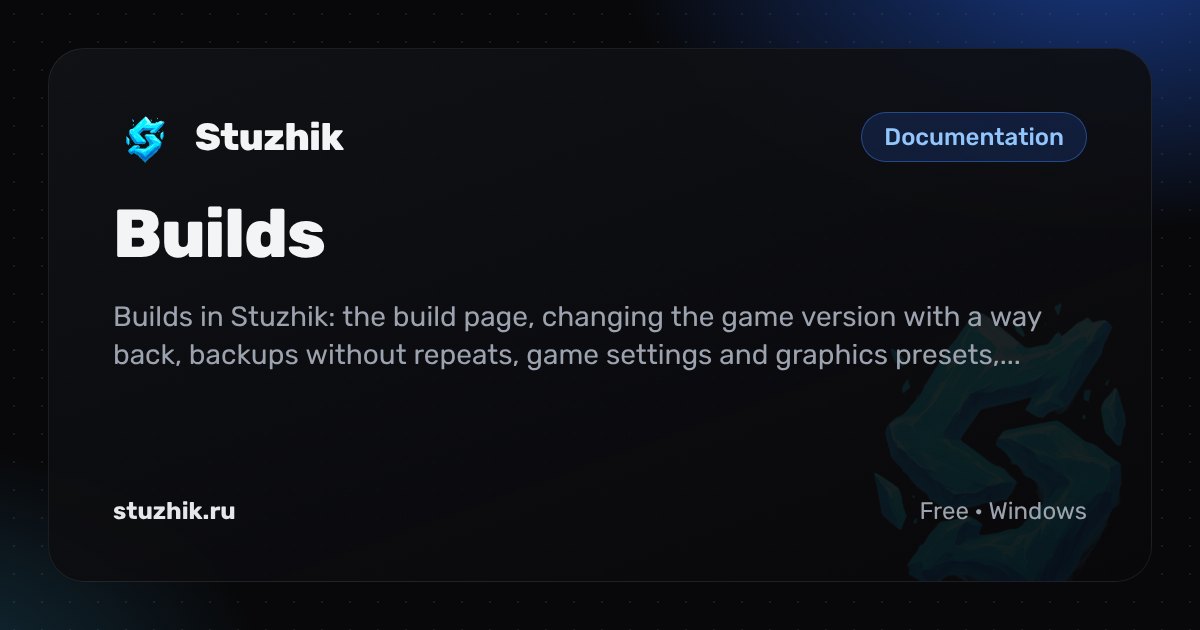 Stuzhik
Documentation
Builds
Builds in Stuzhik: the build page, changing the game version with a way
back, backups without repeats, game settings and graphics presets,...
stuzhik.ru
Free • Windows